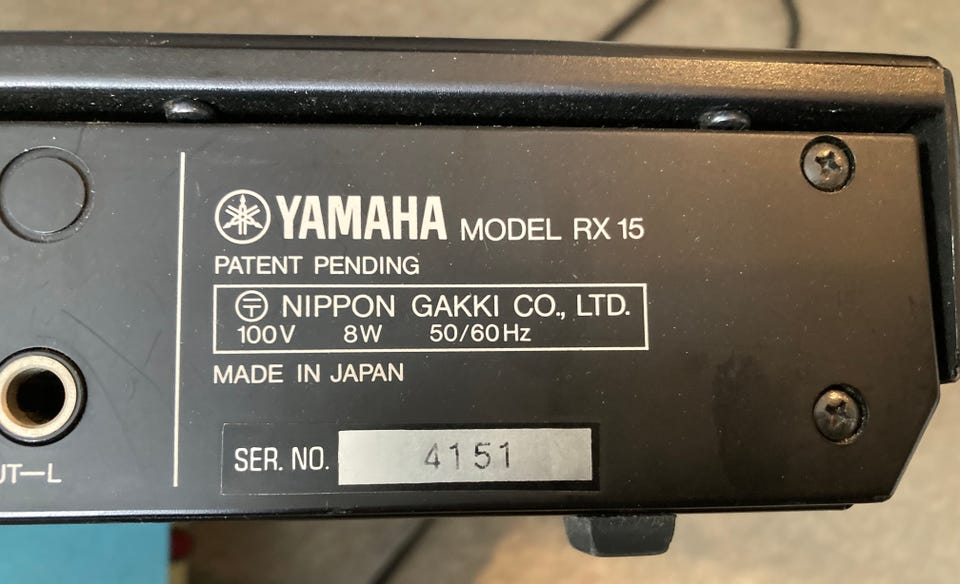 YAMAHA MODEL RX 15
PATENT PENDING
〒 NIPPON GAKKI CO., LTD.
100V 8W 50/60Hz
MADE IN JAPAN
SER. NO. 4151
UT—L